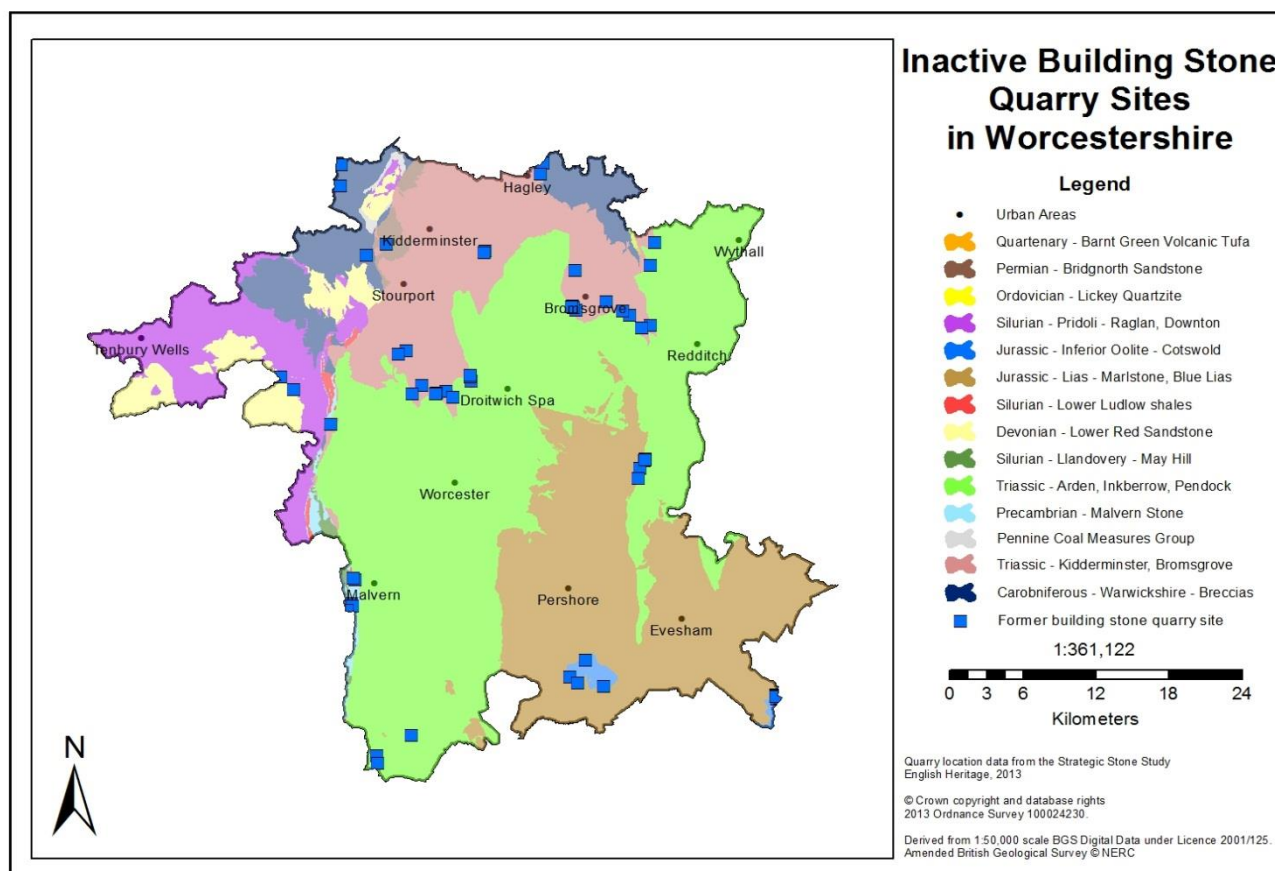 Inactive Building Stone
Quarry Sites
in Worcestershire
Legend
Urban Areas
Quartenary - Barnt Green Volcanic Tufa
Permian - Bridgnorth Sandstone
Ordovician - Lickey Quartzite
Silurian - Pridoli - Raglan, Downton
Jurassic - Inferior Oolite - Cotswold
Jurassic - Lias - Marlstone, Blue Lias
Silurian - Lower Ludlow shales
Devonian - Lower Red Sandstone
Silurian - Llandovery - May Hill
Triassic - Arden, Inkberrow, Pendock
Precambrian - Malvern Stone
Pennine Coal Measures Group
Triassic - Kidderminster, Bromsgrove
Carobniferous - Warwickshire - Breccias
Former building stone quarry site
1:361,122
0 3 6 12 18 24
Kilometers
Quarry location data from the Strategic Stone Study
English Heritage, 2013
© Crown copyright and database rights
2013 Ordnance Survey 100024230.
Derived from 1:50,000 scale BGS Digital Data under Licence 2001/125.
Amended British Geological Survey © NERC
Hagley
Kidderminster
Wythall
Stourport
Bromsgrove
Tenbury Wells
Redditch
Droitwich Spa
Worcester
Malvern
Pershore
Evesham
N